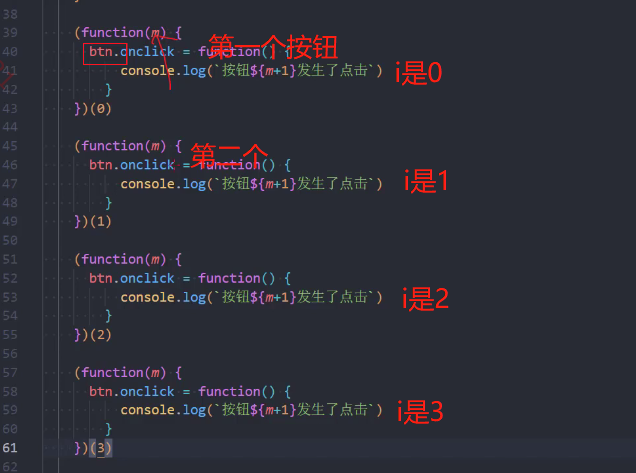 38
39 (function(m) {
40 btn.onclick = function() { 第一个按钮
41 console.log(`按钮${m+1}发生了点击`) i是0
42 }
43 })(0)
44
45 (function(m) { 第二个
46 btn.onclick = function() {
47 console.log(`按钮${m+1}发生了点击`) i是1
48 }
49 })(1)
50
51 (function(m) {
52 btn.onclick = function() {
53 console.log(`按钮${m+1}发生了点击`) i是2
54 }
55 })(2)
56
57 (function(m) {
58 btn.onclick = function() {
59 console.log(`按钮${m+1}发生了点击`) i是3
60 }
61 })(3)
62